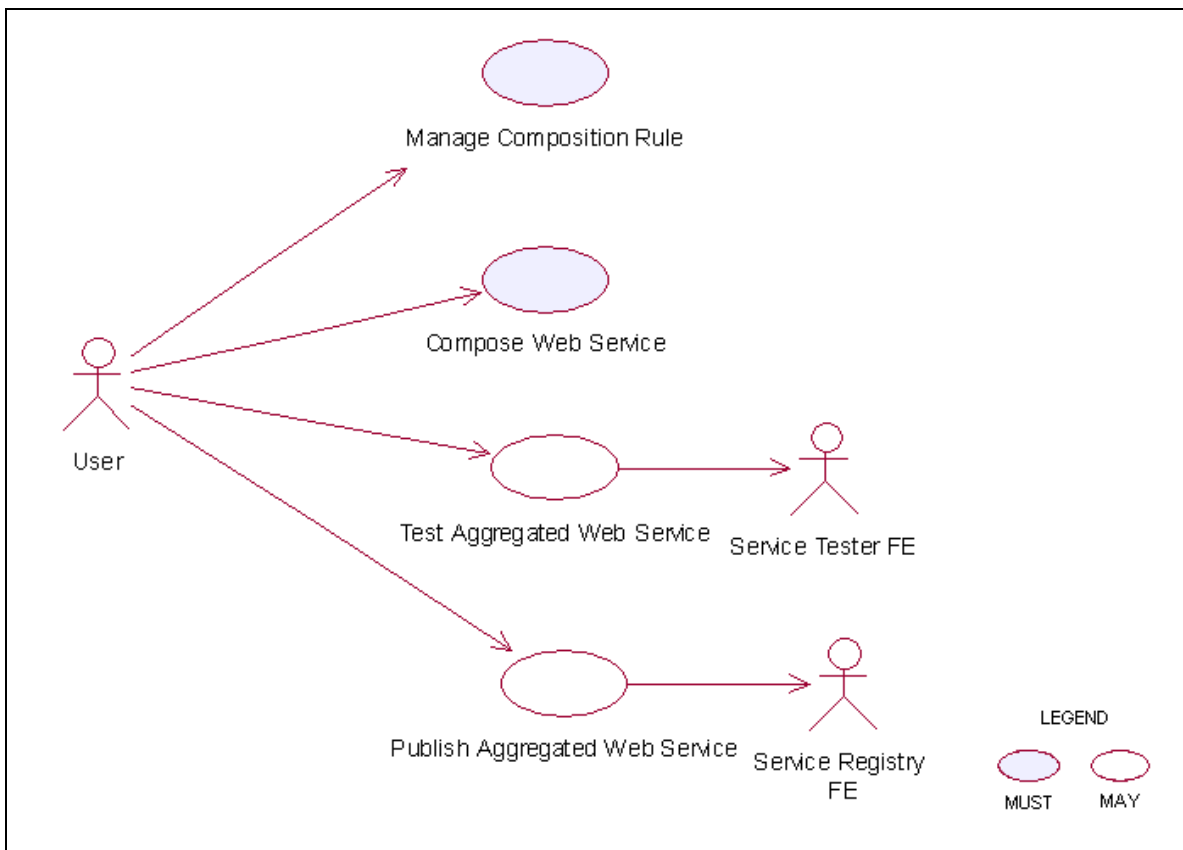 Manage Composition Rule
Compose Web Service
User
Test Aggregated Web Service
Service Tester FE
Publish Aggregated Web Service
Service Registry
FE
LEGEND
MUST
MAY